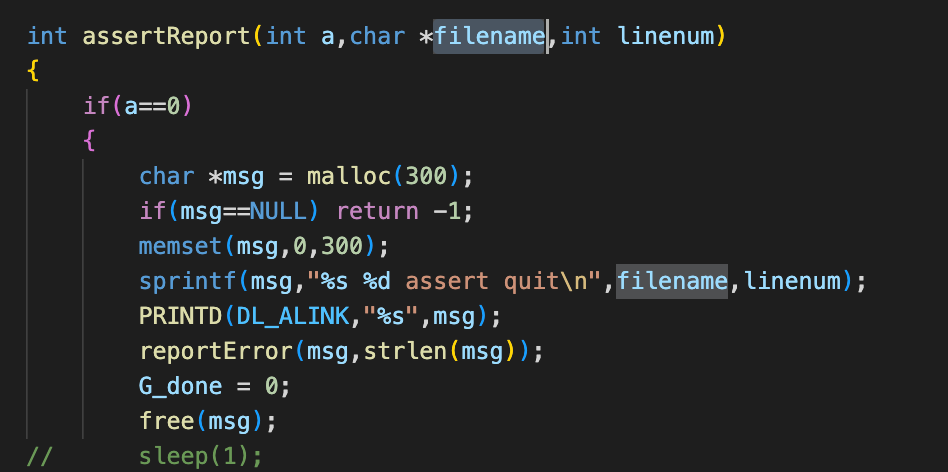 int assertReport(int a,char *filename,int linenum)
{
    if(a==0)
    {
        char *msg = malloc(300);
        if(msg==NULL) return -1;
        memset(msg,0,300);
        sprintf(msg,"%s %d assert quit\n",filename,linenum);
        PRINTD(DL_ALINK,"%s",msg);
        reportError(msg,strlen(msg));
        G_done = 0;
        free(msg);
//      sleep(1);